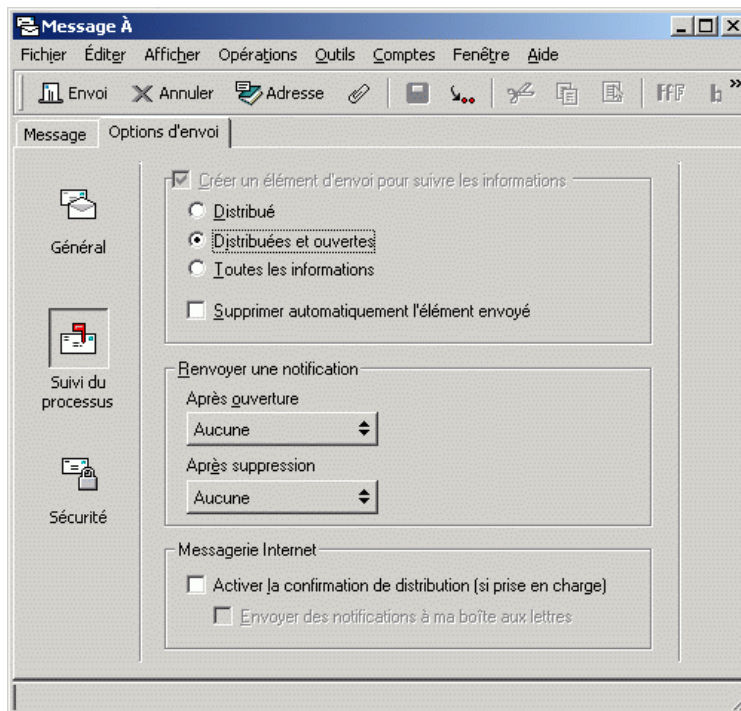 Message À
Fichier Éditer Afficher Opérations Outils Comptes Fenêtre Aide
Envoi Annuler Adresse FfF b »
Message Options d'envoi
Général
Suivi du
processus
Sécurité
Créer un élément d'envoi pour suivre les informations
Distribué
Distribuées et ouvertes
Toutes les informations
Supprimer automatiquement l'élément envoyé
Renvoyer une notification
Après ouverture
Aucune
Après suppression
Aucune
Messagerie Internet
Activer la confirmation de distribution (si prise en charge)
Envoyer des notifications à ma boîte aux lettres